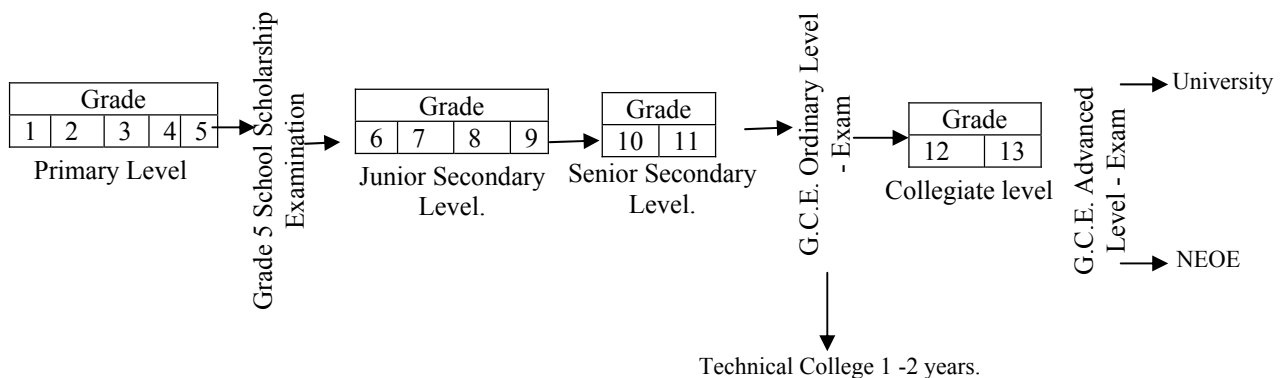 Grade
1 2 3 4 5
Primary Level
Grade 5 School Scholarship
Examination
Grade
6 7 8 9
Junior Secondary
Level.
Grade
10 11
Senior Secondary
Level.
G.C.E. Ordinary Level
- Exam
Technical College 1 -2 years.
Grade
12 13
Collegiate level
G.C.E. Advanced
Level - Exam
University
NEOE